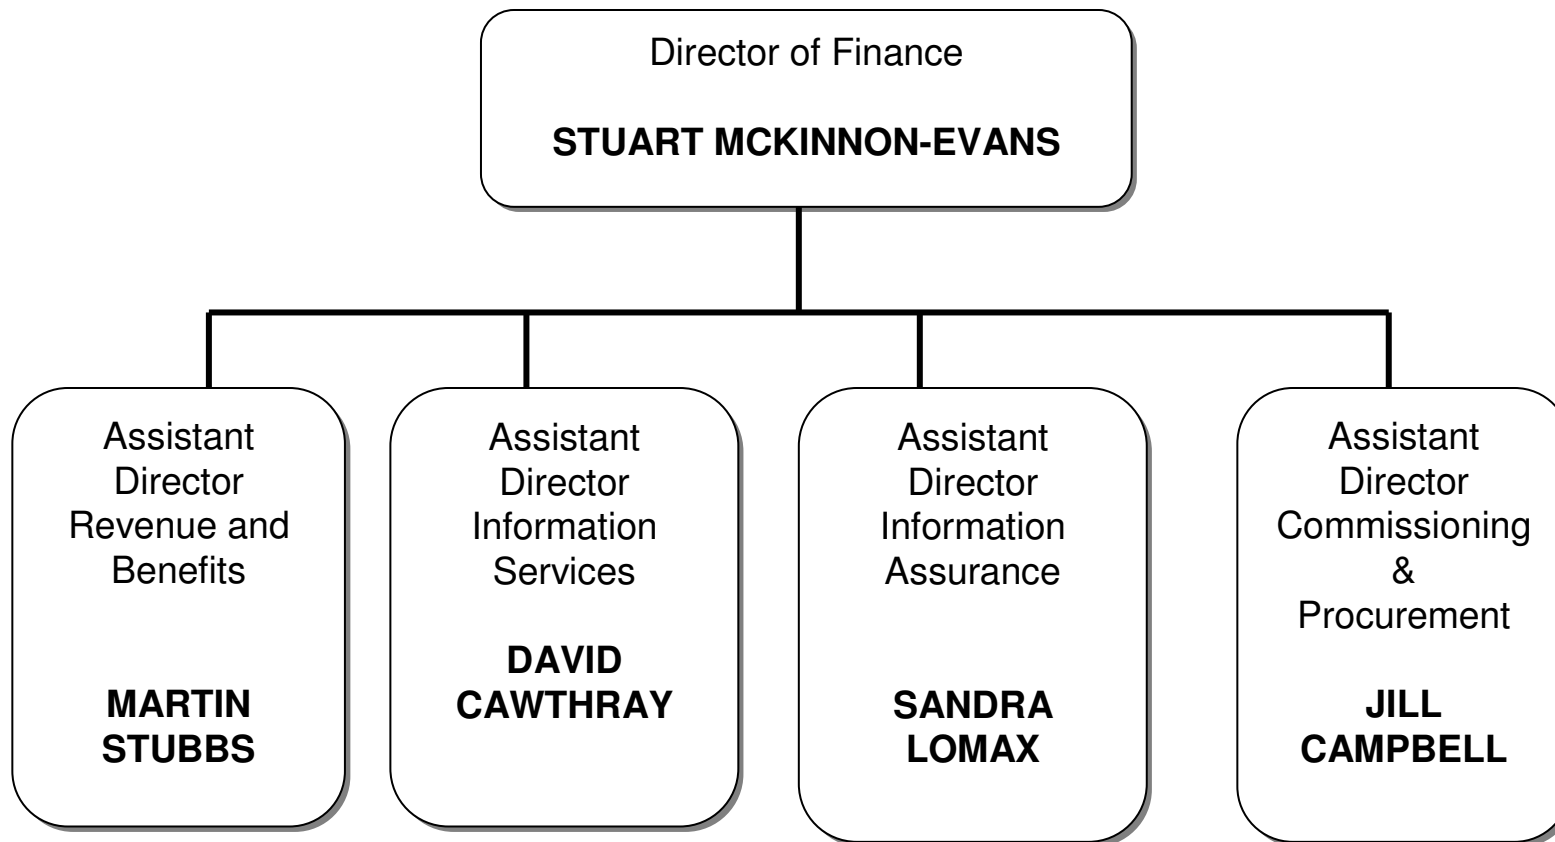 Director of Finance
STUART MCKINNON-EVANS
Assistant
Director
Revenue and
Benefits
MARTIN
STUBBS
Assistant
Director
Information
Services
DAVID
CAWTHRAY
Assistant
Director
Information
Assurance
SANDRA
LOMAX
Assistant
Director
Commissioning
&
Procurement
JILL
CAMPBELL